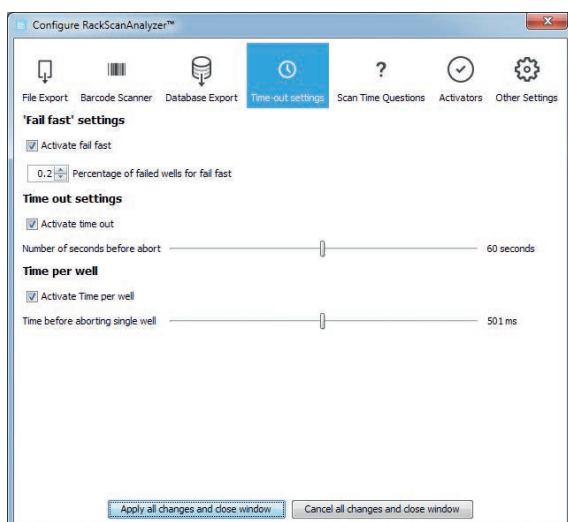 Configure RackScanAnalyzer™
File Export Barcode Scanner Database Export Time-out settings Scan Time Questions Activators Other Settings
'Fail fast' settings
Activate fail fast
0.2 Percentage of failed wells for fail fast
Time out settings
Activate time out
Number of seconds before abort 60 seconds
Time per well
Activate Time per well
Time before aborting single well 501 ms
Apply all changes and close window Cancel all changes and close window